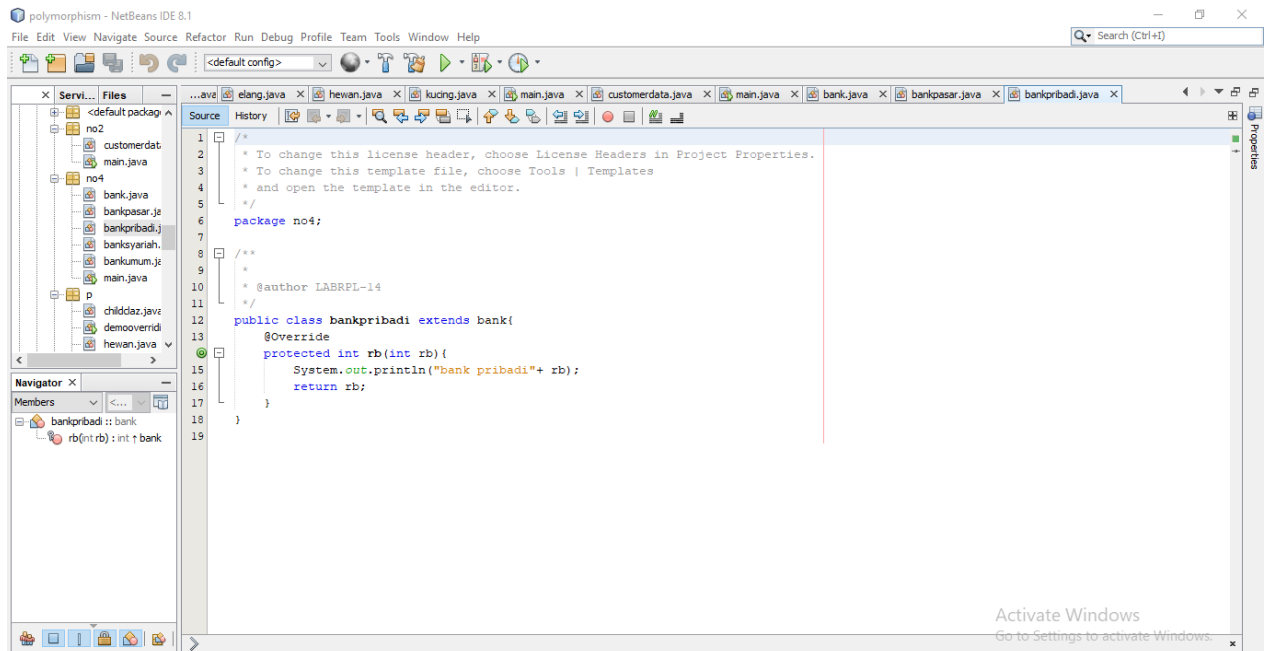 polymorphism - NetBeans IDE 8.1
File Edit View Navigate Source Refactor Run Debug Profile Team Tools Window Help
Search (Ctrl+I)
<default config>
Servi... Files
...ava elang.java hewan.java kucing.java main.java customerdata.java main.java bank.java bankpasar.java bankpribadi.java
<default packag
no2
customerdat
main.java
no4
bank.java
bankpasar.ja
bankpribadi.j
banksyariah.
bankumum.ja
main.java
p
childclaz.java
demooverridi
hewan.java
Navigator
Members <...
bankpribadi :: bank
rb(int rb) : int ↑ bank
Source History
1 /*
2 * To change this license header, choose License Headers in Project Properties.
3 * To change this template file, choose Tools | Templates
4 * and open the template in the editor.
5 */
6 package no4;
7
8 /**
9 *
10 * @author LABRPL-14
11 */
12 public class bankpribadi extends bank{
13 @Override
protected int rb(int rb){
15 System.out.println("bank pribadi"+ rb);
16 return rb;
17 }
18 }
19
Properties
Activate Windows
Go to Settings to activate Windows.